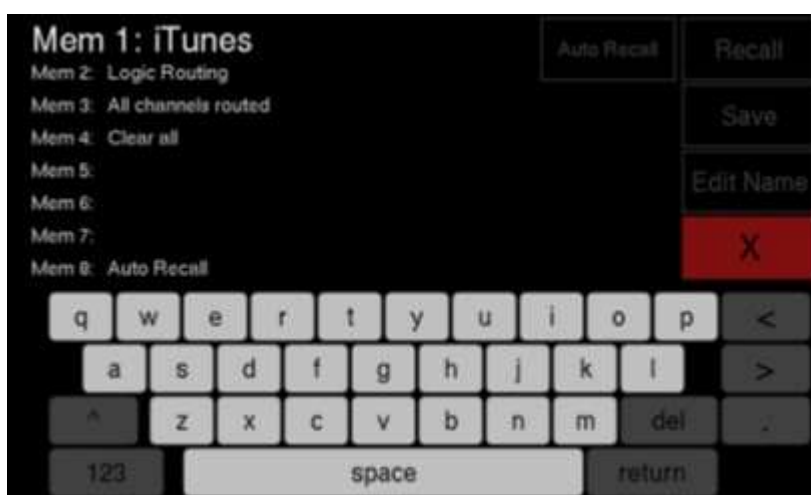 Mem 1: iTunes
Auto Recall
Recall
Mem 2: Logic Routing
Mem 3: All channels routed
Save
Mem 4: Clear all
Mem 5:
Edit Name
Mem 6:
Mem 7:
X
Mem 8: Auto Recall
q w e r t y u i o p <
a s d f g h j k l >
^ z x c v b n m del .
123 space return